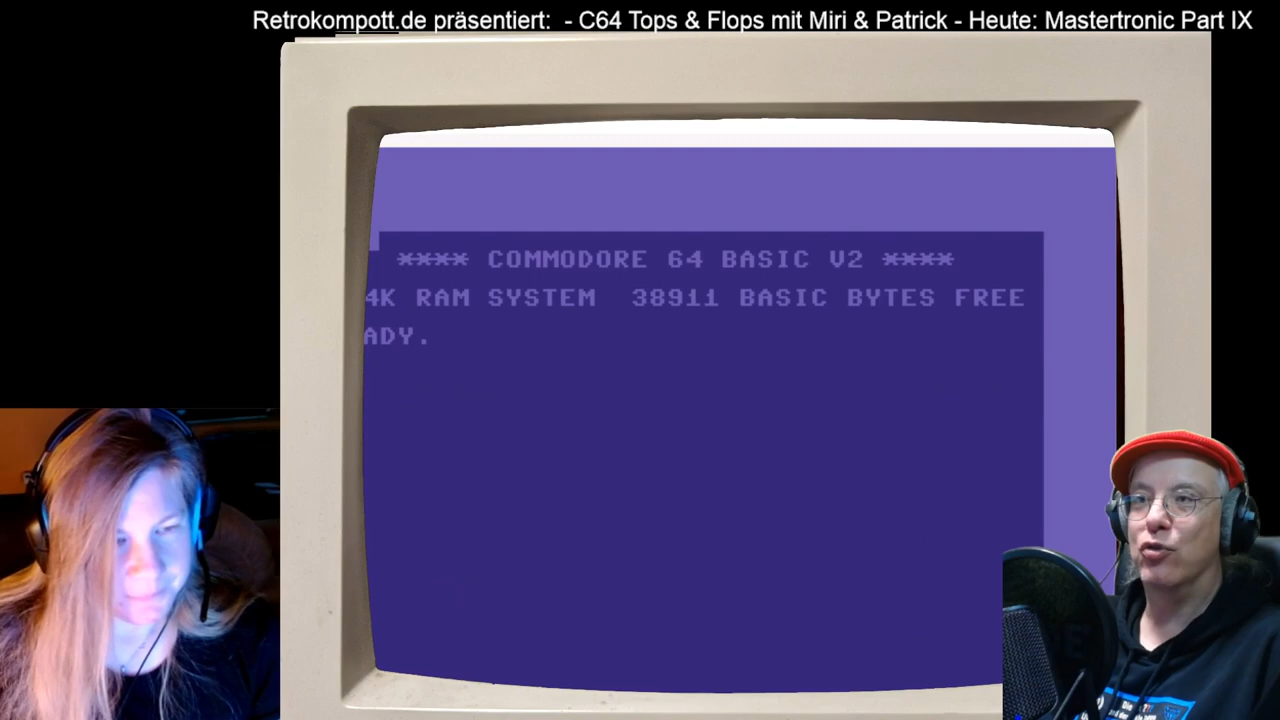 Retrokompott.de präsentiert:  - C64 Tops & Flops mit Miri & Patrick - Heute: Mastertronic Part IX
**** COMMODORE 64 BASIC V2 ****
4K RAM SYSTEM  38911 BASIC BYTES FREE
ADY.
Die